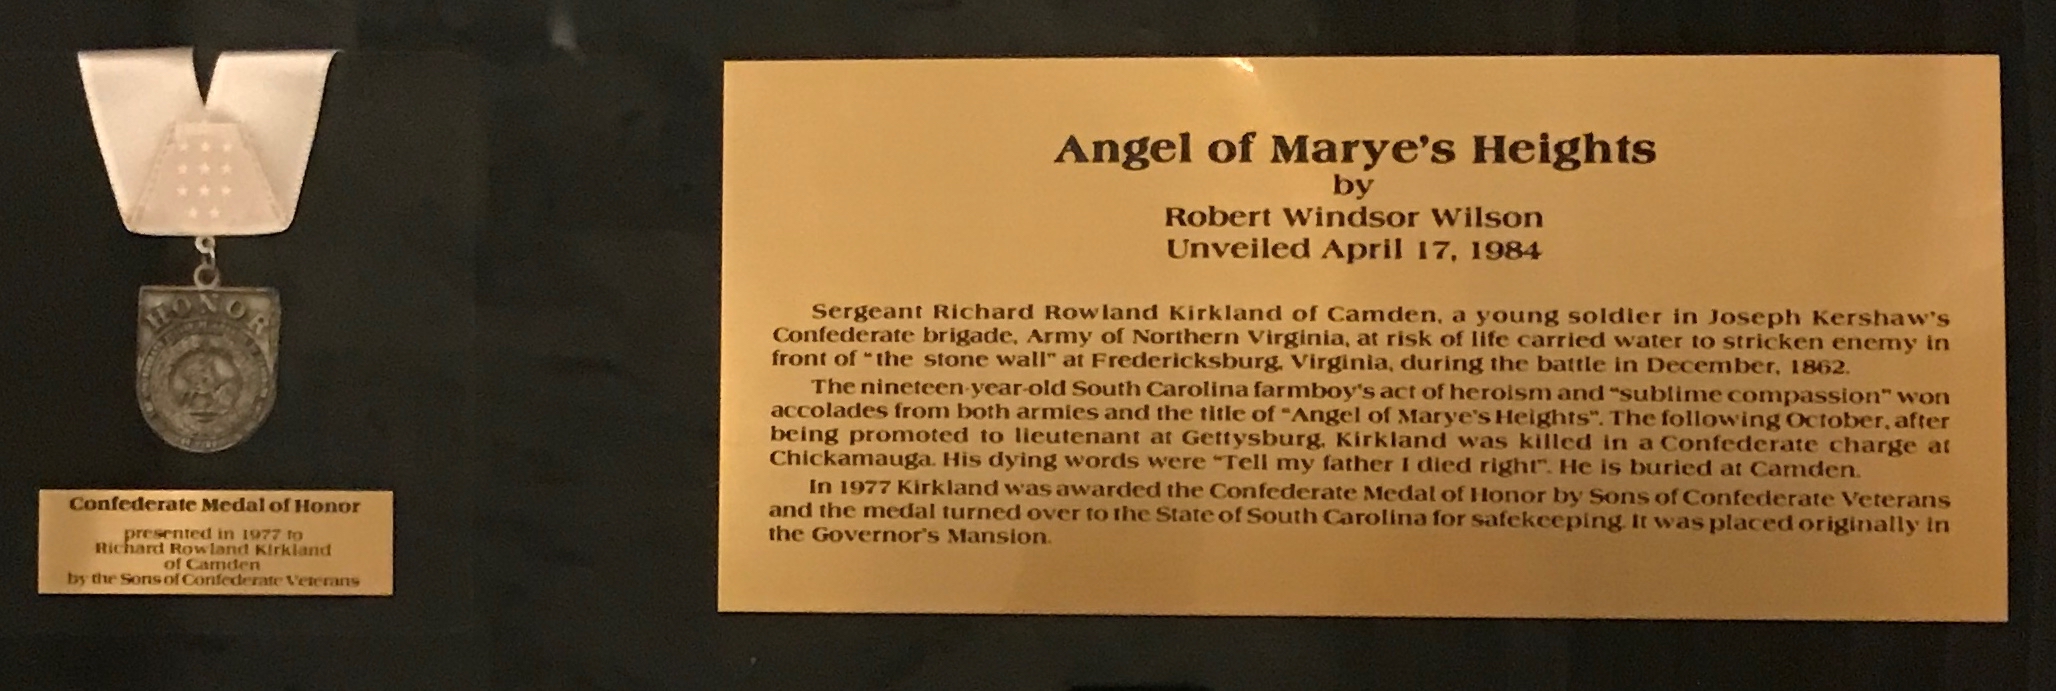 HONOR
Confederate Medal of Honor
presented in 1977 to
Richard Rowland Kirkland
of Camden
by the Sons of Confederate Veterans
Angel of Marye's Heights
by
Robert Windsor Wilson
Unveiled April 17, 1984
Sergeant Richard Rowland Kirkland of Camden, a young soldier in Joseph Kershaw's
Confederate brigade, Army of Northern Virginia, at risk of life carried water to stricken enemy in
front of "the stone wall" at Fredericksburg, Virginia, during the battle in December, 1862.
The nineteen-year-old South Carolina farmboy's act of heroism and "sublime compassion" won
accolades from both armies and the title of "Angel of Marye's Heights". The following October, after
being promoted to lieutenant at Gettysburg, Kirkland was killed in a Confederate charge at
Chickamauga. His dying words were "Tell my father I died right". He is buried at Camden.
In 1977 Kirkland was awarded the Confederate Medal of Honor by Sons of Confederate Veterans
and the medal turned over to the State of South Carolina for safekeeping. It was placed originally in
the Governor's Mansion.